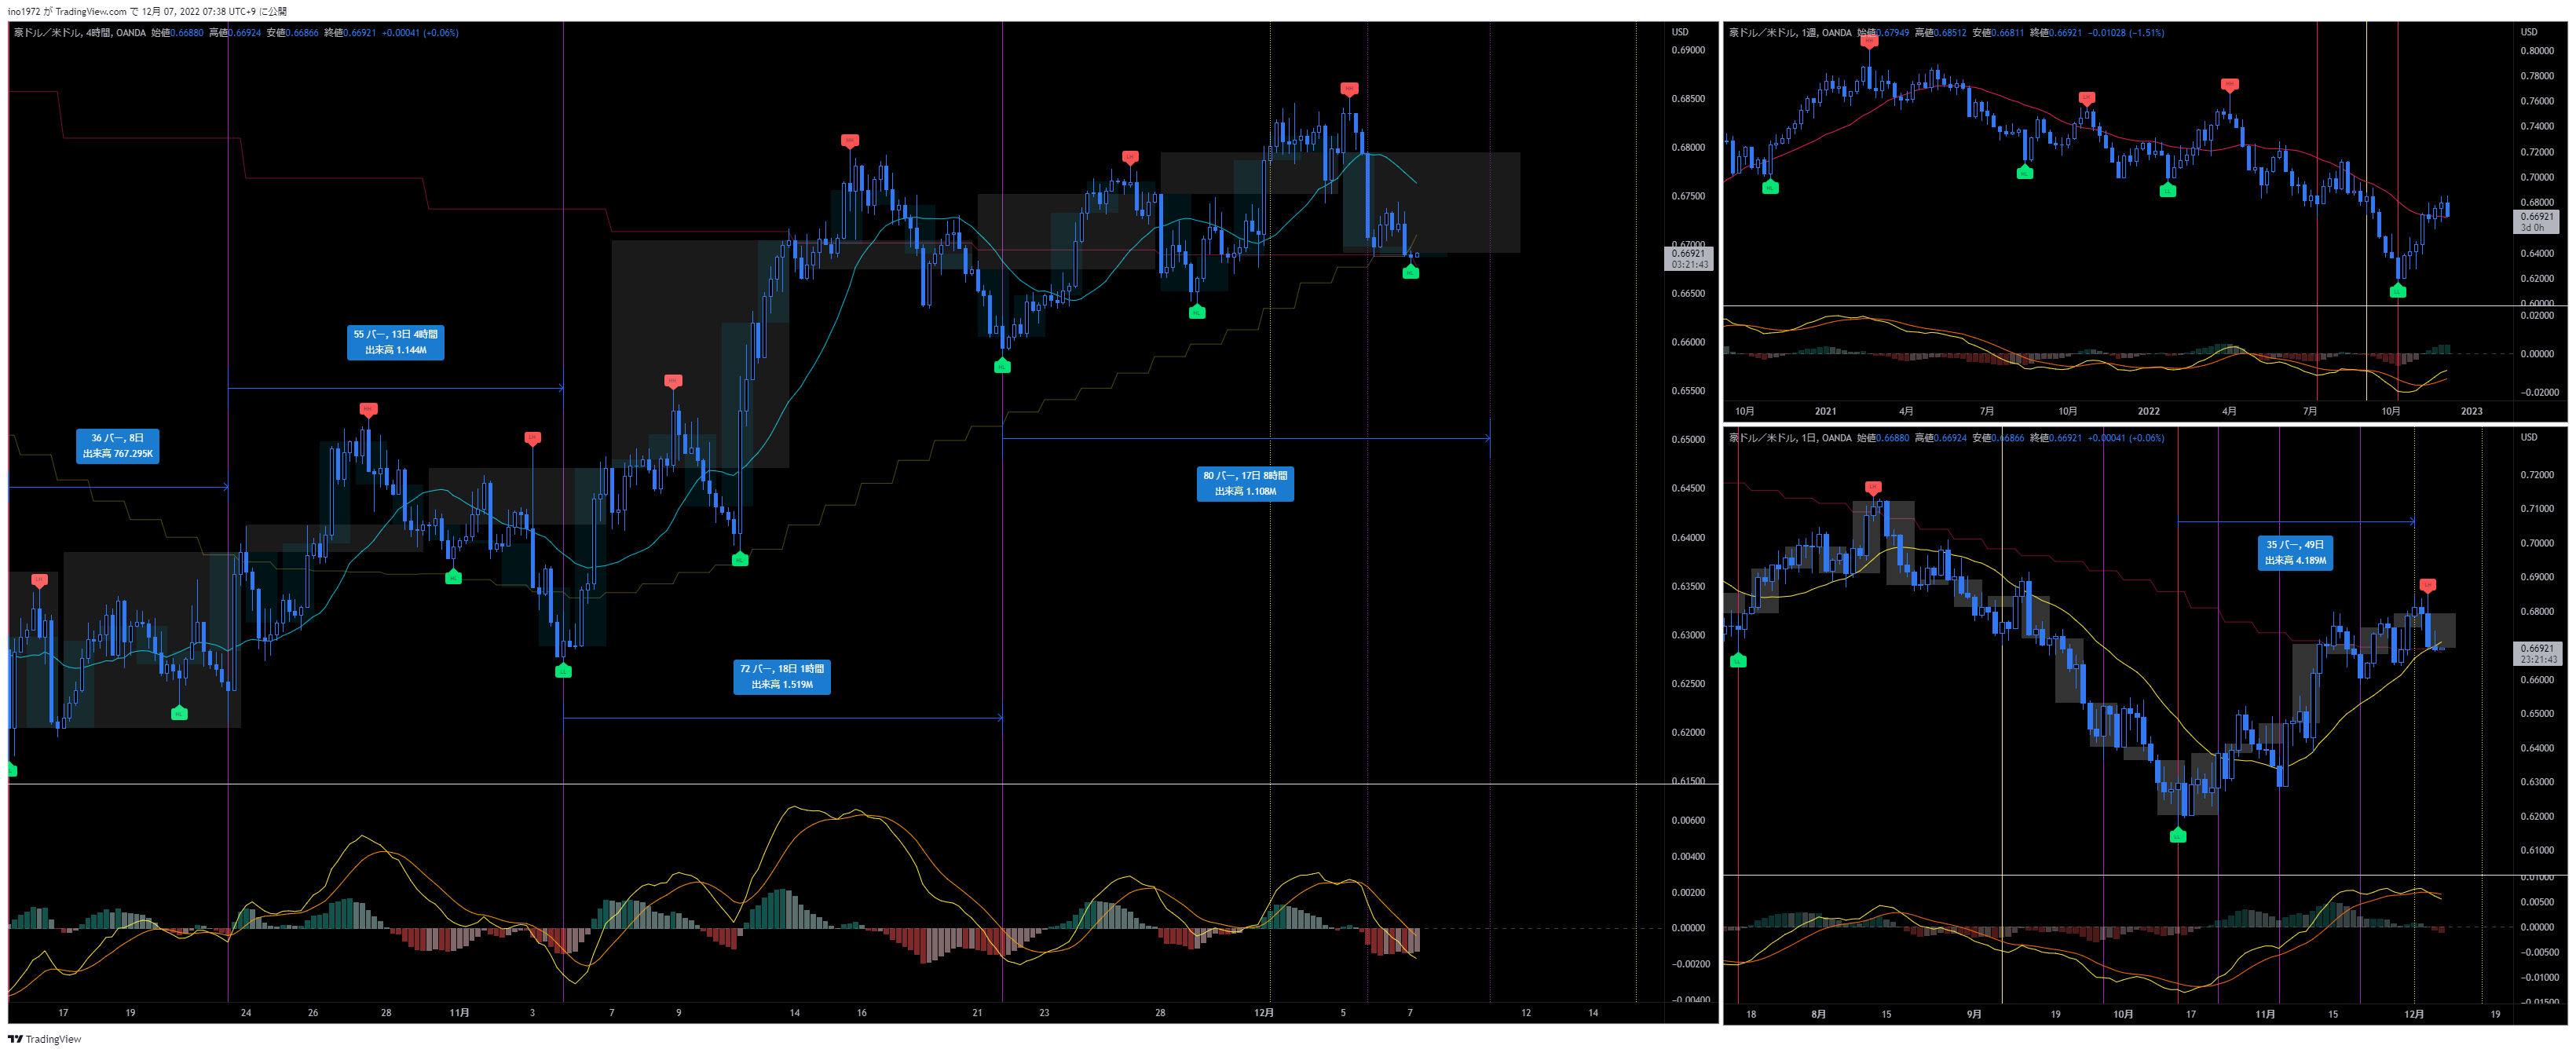 ino1972 が TradingView.com で 12月 07, 2022 07:38 UTC+9 に公開
豪ドル／米ドル, 4時間, OANDA 始値0.66880 高値0.66924 安値0.66866 終値0.66921 +0.00041 (+0.06%)
USD
0.69000
0.68500
0.68000
0.67500
0.67000
0.66921
03:21:43
0.66500
0.66000
0.65500
0.65000
0.64500
0.64000
0.63500
0.63000
0.62500
0.62000
0.61500
36 バー, 8日
出来高 767.295K
55 バー, 13日 4時間
出来高 1.144M
72 バー, 18日 1時間
出来高 1.519M
80 バー, 17日 8時間
出来高 1.108M
0.00600
0.00400
0.00200
0.00000
−0.00200
−0.00400
17 19 24 26 28 11月 3 7 9 14 16 21 23 28 12月 5 7 12 14
豪ドル／米ドル, 1週, OANDA 始値0.67949 高値0.68512 安値0.66811 終値0.66921 −0.01028 (−1.51%)
USD
0.80000
0.78000
0.76000
0.74000
0.72000
0.70000
0.68000
0.66921
3d 0h
0.64000
0.62000
0.60000
0.02000
0.00000
−0.02000
10月 2021 4月 7月 10月 2022 4月 7月 10月 2023
豪ドル／米ドル, 1日, OANDA 始値0.66880 高値0.66924 安値0.66866 終値0.66921 +0.00041 (+0.06%)
USD
0.72000
0.71000
0.70000
0.69000
0.68000
0.66921
23:21:43
0.66000
0.65000
0.64000
0.63000
0.62000
0.61000
35 バー, 49日
出来高 4.189M
0.01000
0.00500
0.00000
−0.00500
−0.01000
−0.01500
18 8月 15 9月 19 10月 17 11月 15 12月 19
TradingView